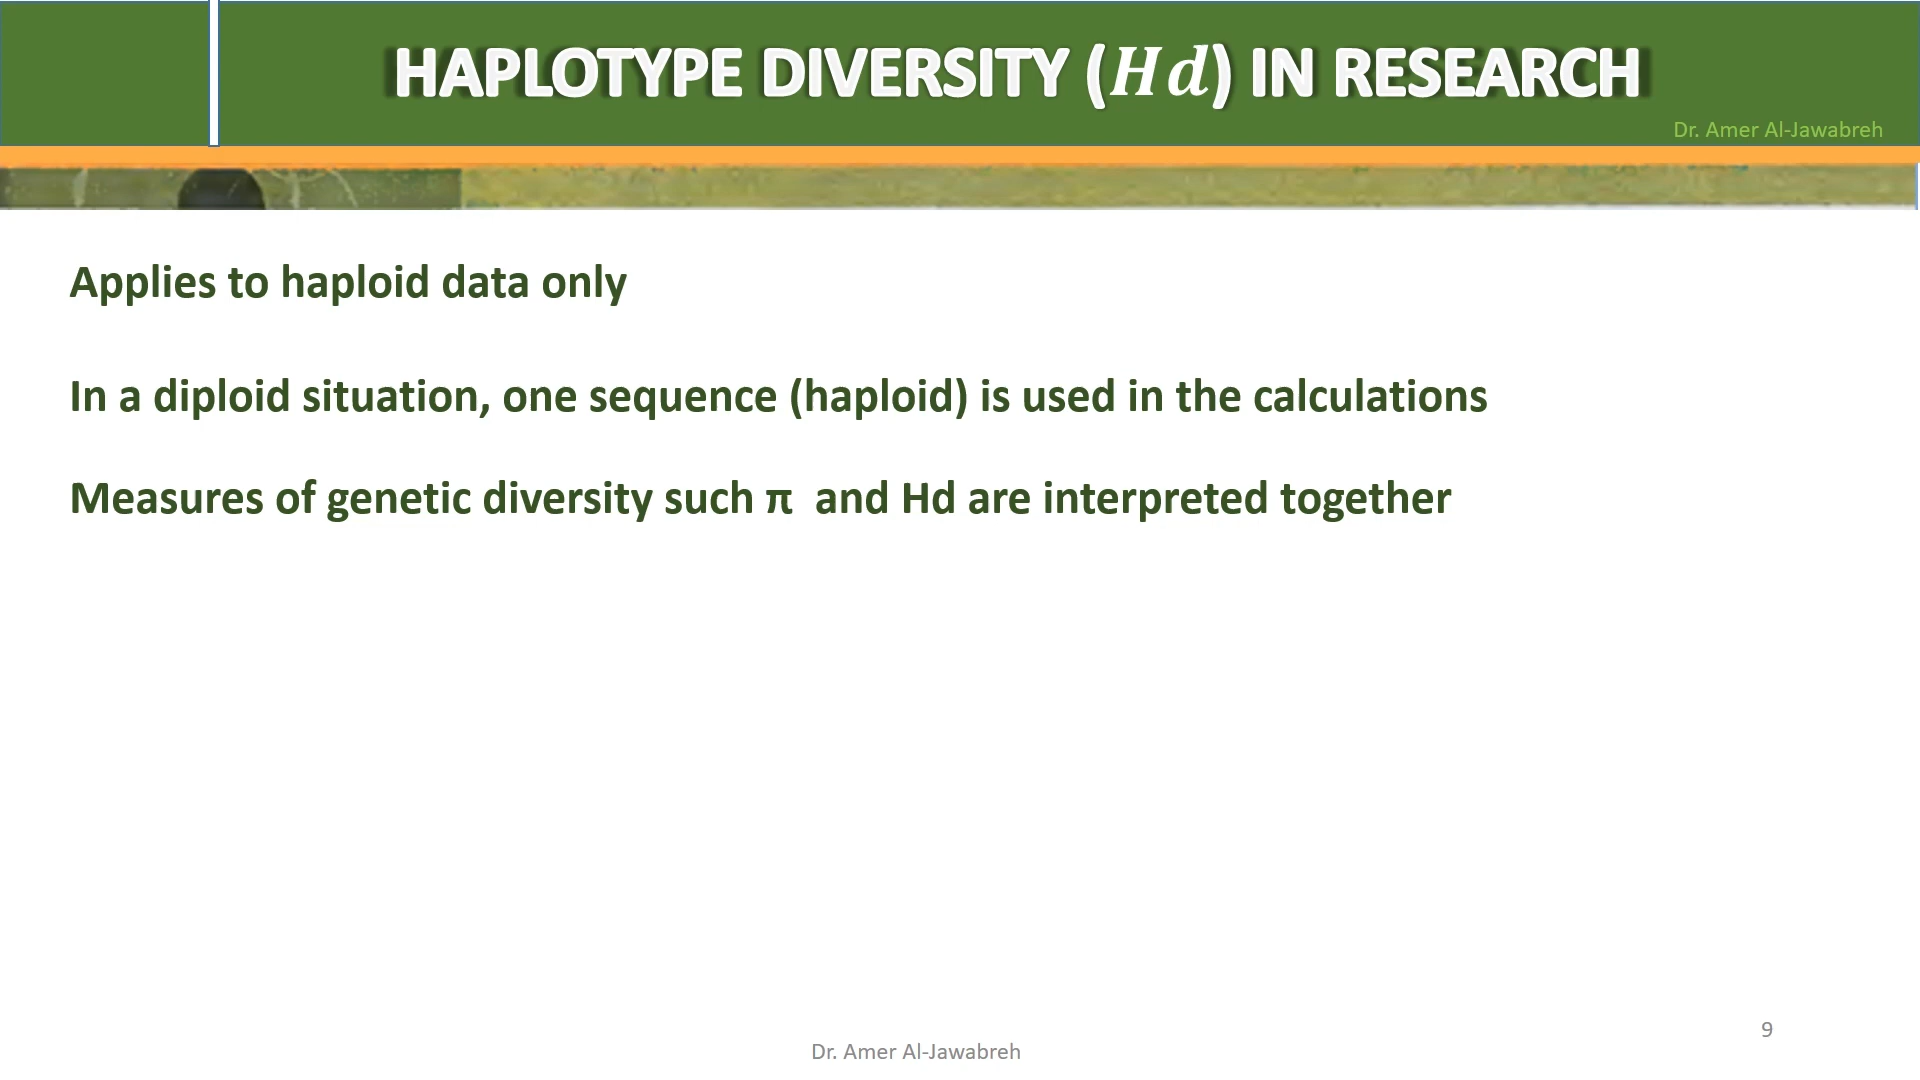 HAPLOTYPE DIVERSITY (Hd) IN RESEARCH
Dr. Amer Al-Jawabreh
Applies to haploid data only
In a diploid situation, one sequence (haploid) is used in the calculations
Measures of genetic diversity such π  and Hd are interpreted together
9
Dr. Amer Al-Jawabreh